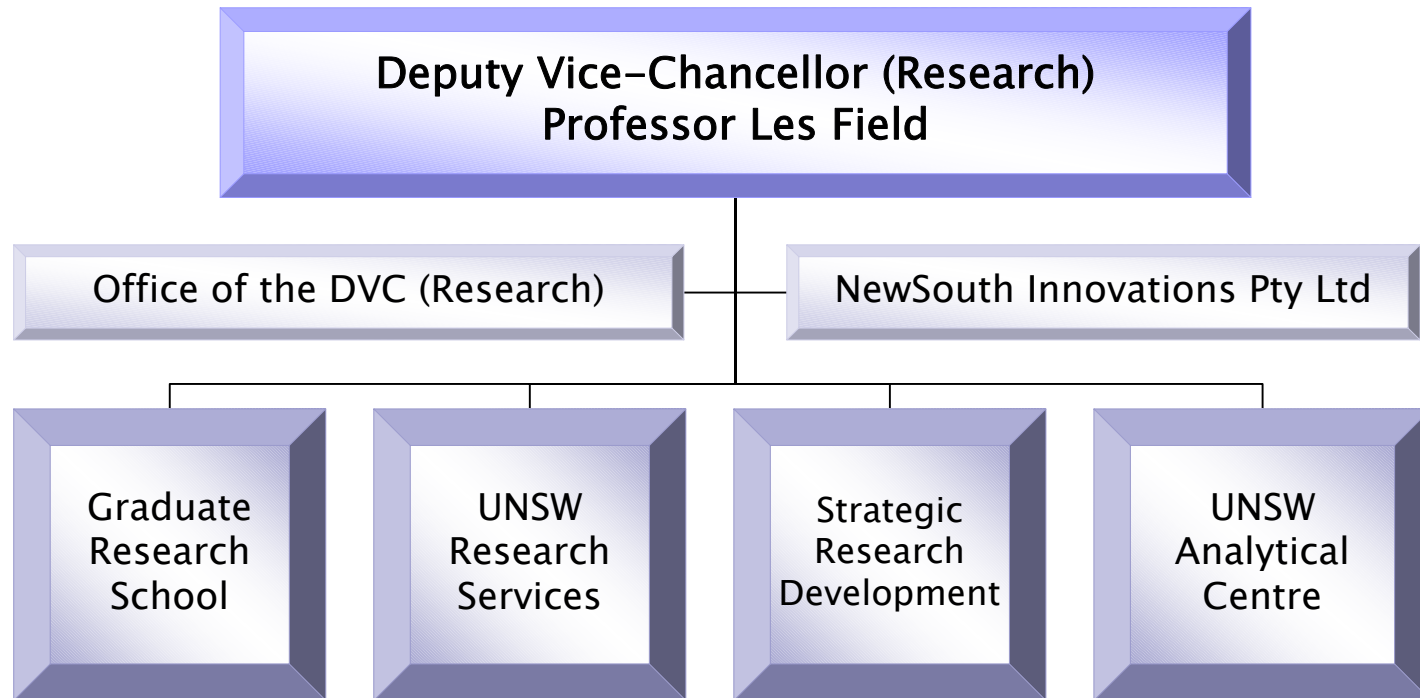 Deputy Vice-Chancellor (Research)
Professor Les Field
Office of the DVC (Research)
NewSouth Innovations Pty Ltd
Graduate
Research
School
UNSW
Research
Services
Strategic
Research
Development
UNSW
Analytical
Centre